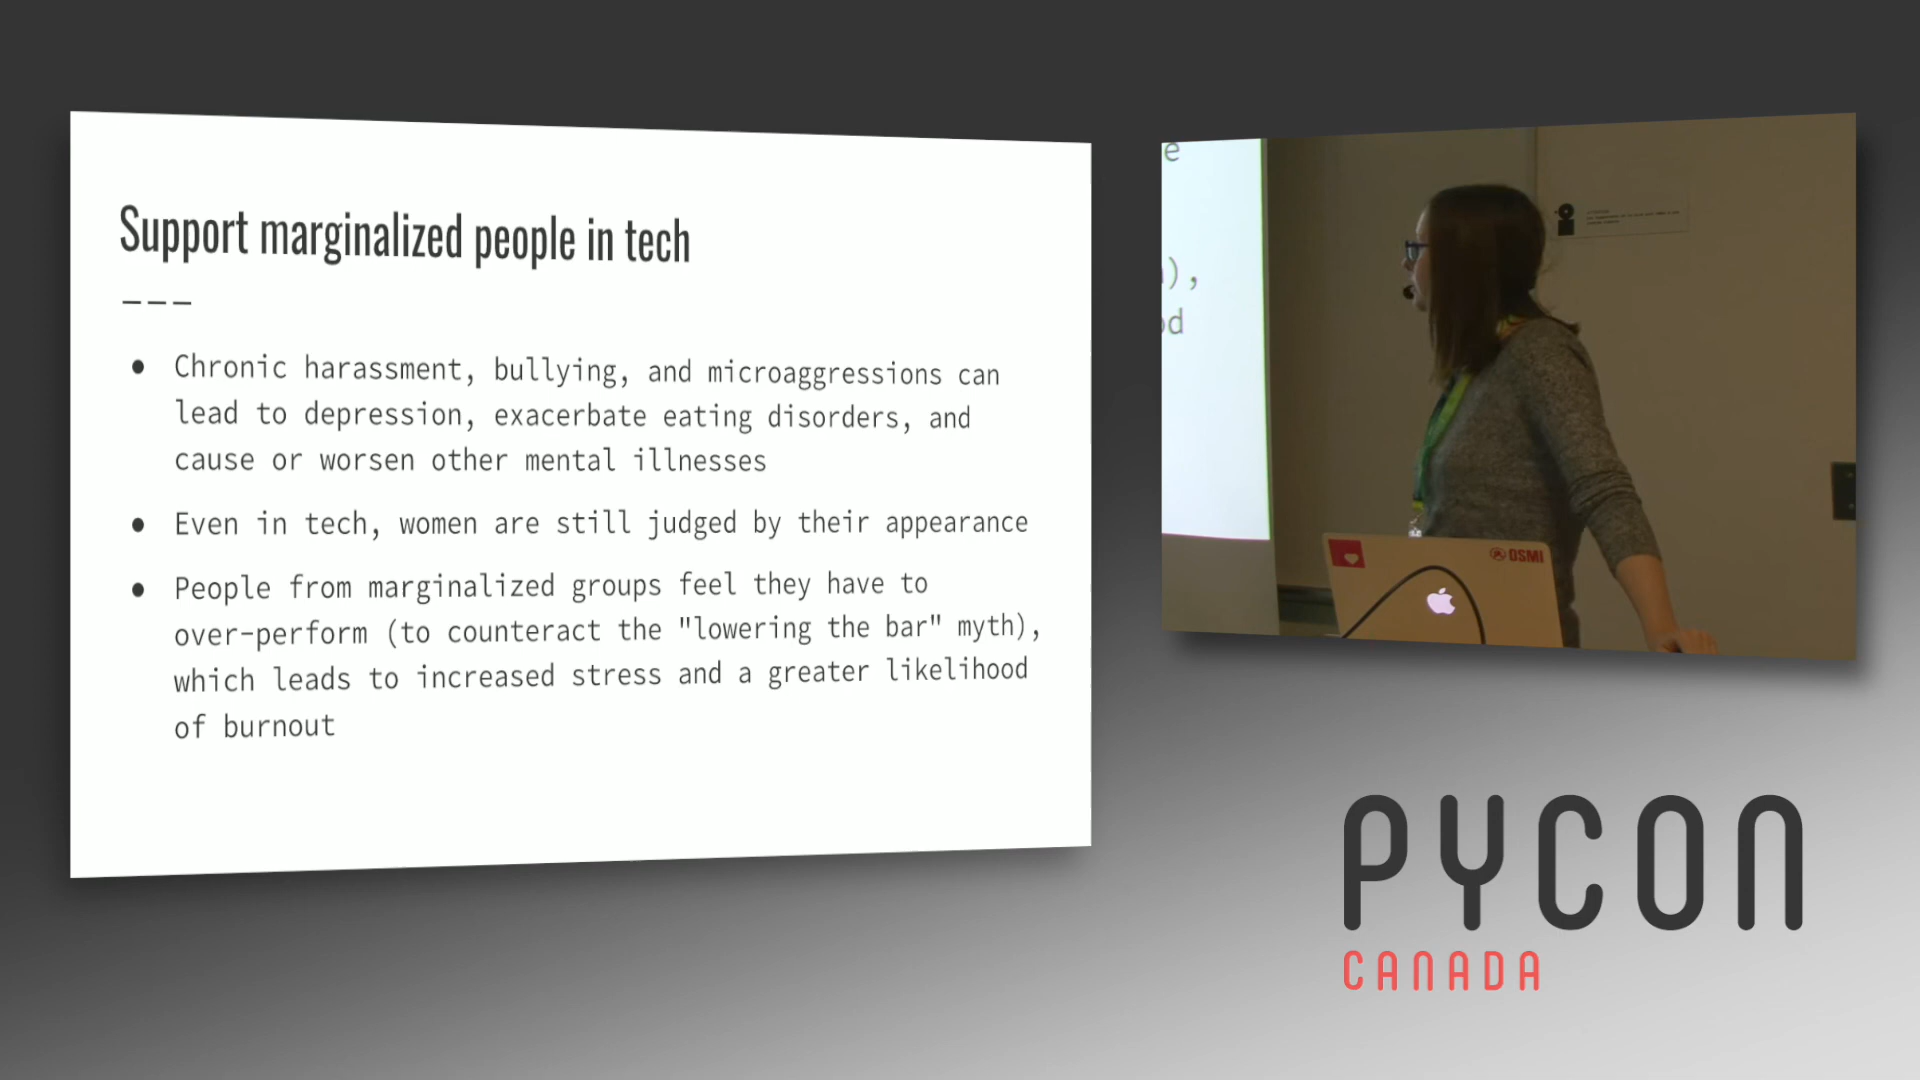 Support marginalized people in tech
---
● Chronic harassment, bullying, and microaggressions can
lead to depression, exacerbate eating disorders, and
cause or worsen other mental illnesses
● Even in tech, women are still judged by their appearance
● People from marginalized groups feel they have to
over-perform (to counteract the "lowering the bar" myth),
which leads to increased stress and a greater likelihood
of burnout
e
),
od
OSMI
PYCON
CANADA